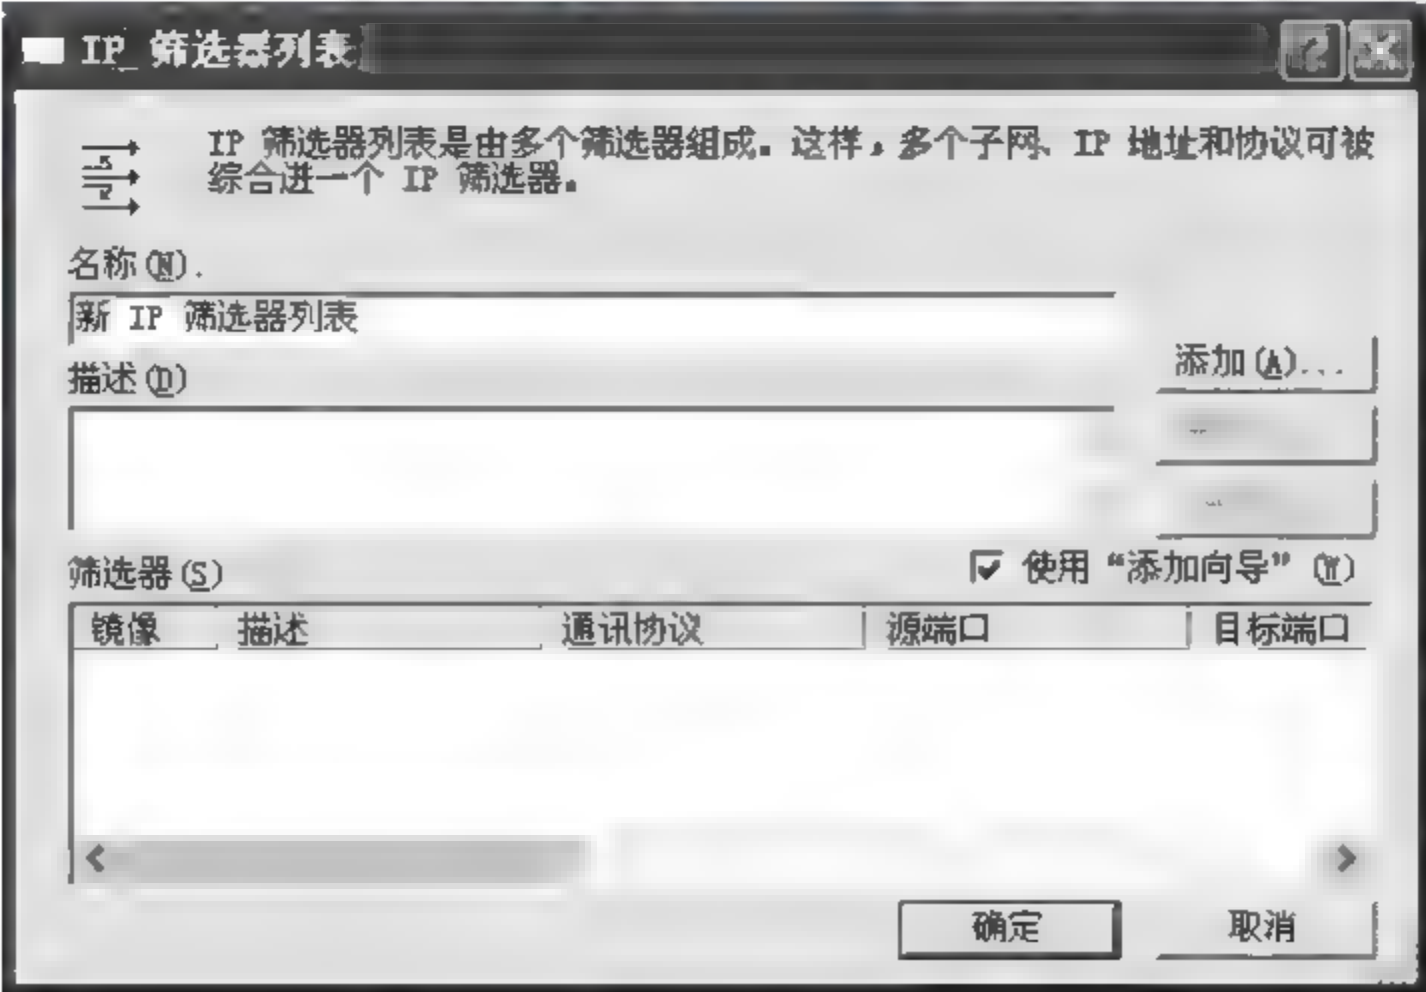 IP 筛选器列表
IP 筛选器列表是由多个筛选器组成。这样，多个子网、IP 地址和协议可被
综合进一个 IP 筛选器。
名称(N).
新 IP 筛选器列表
添加(A)...
描述(D)
筛选器(S)
使用“添加向导”(W)
镜像 描述 通讯协议 源端口 目标端口
确定 取消